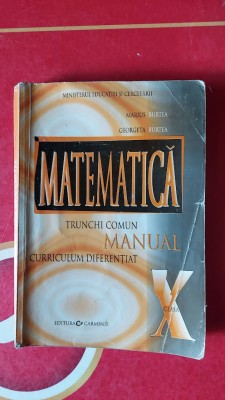 MINISTERUL EDUCAȚIEI ȘI CERCETĂRII
MARIUS BURTEA
GEORGETA BURTEA
MATEMATICĂ
TRUNCHI COMUN
MANUAL
CURRICULUM DIFERENȚIAT
X
CLASA
EDITURA CARMINIS